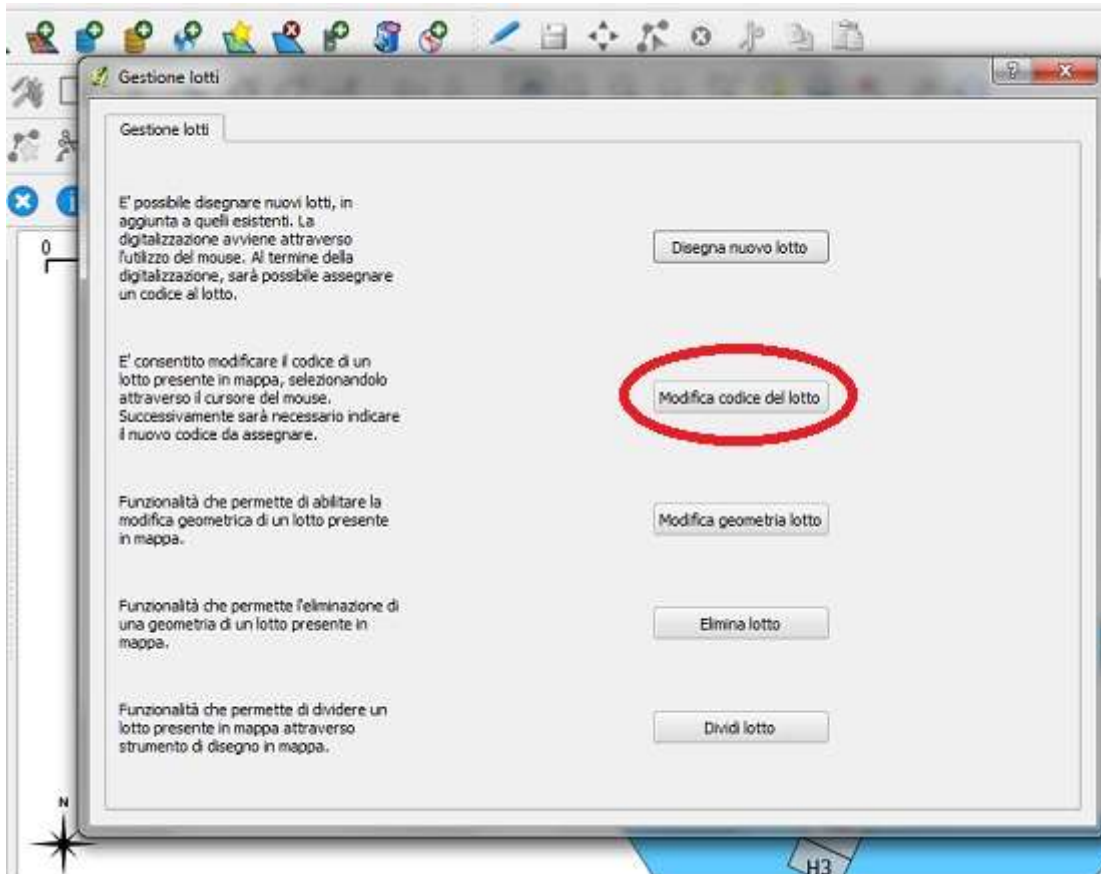 Gestione lotti
Gestione lotti
E' possibile disegnare nuovi lotti, in
aggiunta a quelli esistenti. La
digitalizzazione avviene attraverso
l'utilizzo del mouse. Al termine della
digitalizzazione, sarà possibile assegnare
un codice al lotto.
Disegna nuovo lotto
0
E' consentito modificare il codice di un
lotto presente in mappa, selezionandolo
attraverso il cursore del mouse.
Successivamente sarà necessario indicare
il nuovo codice da assegnare.
Modifica codice del lotto
Funzionalità che permette di abilitare la
modifica geometrica di un lotto presente
in mappa.
Modifica geometria lotto
Funzionalità che permette l'eliminazione di
una geometria di un lotto presente in
mappa.
Elimina lotto
Funzionalità che permette di dividere un
lotto presente in mappa attraverso
strumento di disegno in mappa.
Dividi lotto
N
H3